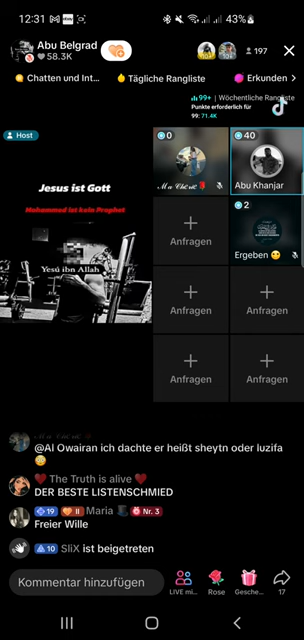 12:31
43%
Abu Belgrad
58.3K
197
Chatten und Int...
Tägliche Rangliste
Erkunden >
99+ | Wöchentliche Rangliste
Punkte erforderlich für
99: 71.4K
Host
0
40
Abu Khanjar
Jesus ist Gott
Mohammad ist kein Prophet
Yesú ibn Allah
Anfragen
2
Ergeben
Anfragen
Anfragen
Anfragen
Anfragen
@Al Owairan ich dachte er heißt sheytn oder luzifa
The Truth is alive
DER BESTE LISTENSCHMIED
19 II Maria Nr. 3
Freier Wille
10 SliX ist beigetreten
Kommentar hinzufügen
LIVE mi...
Rose
Gesche...
17